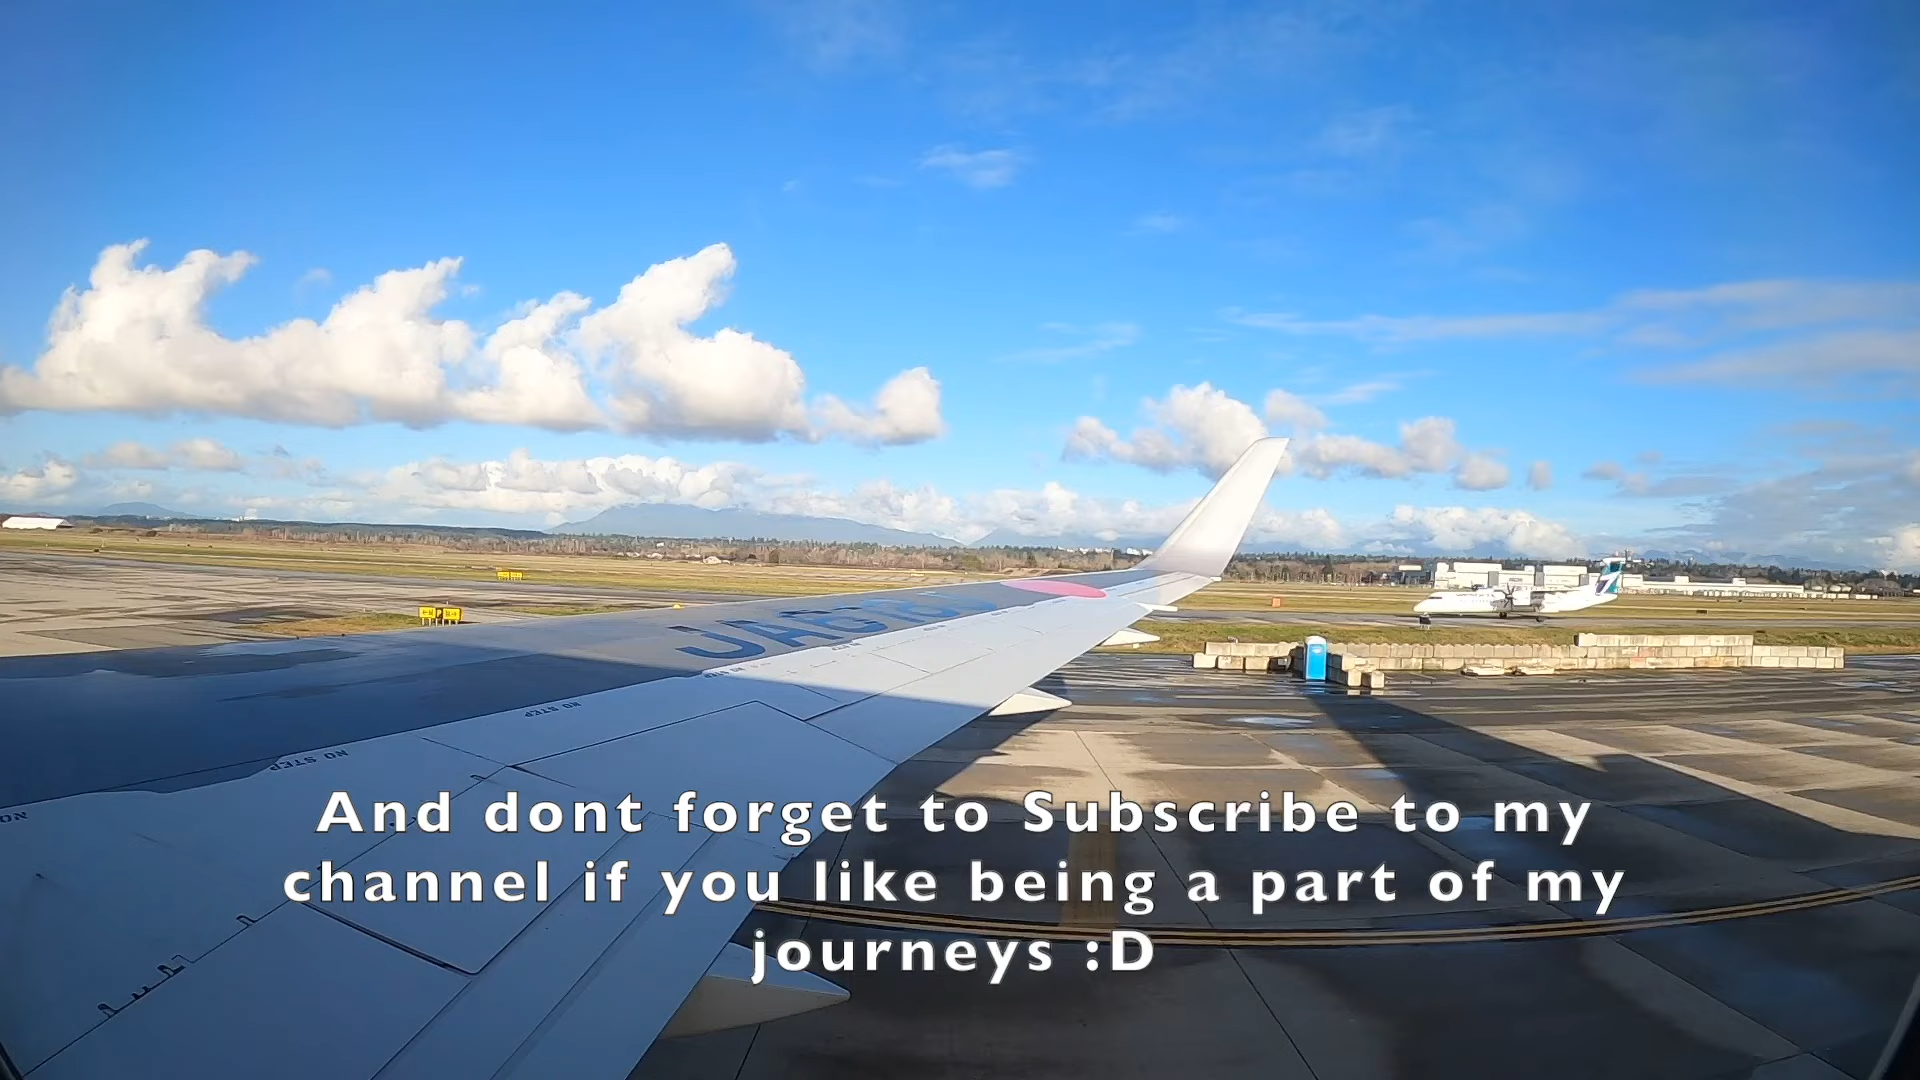 NO STEP
NO STEP
NO
And dont forget to Subscribe to my
channel if you like being a part of my
journeys :D